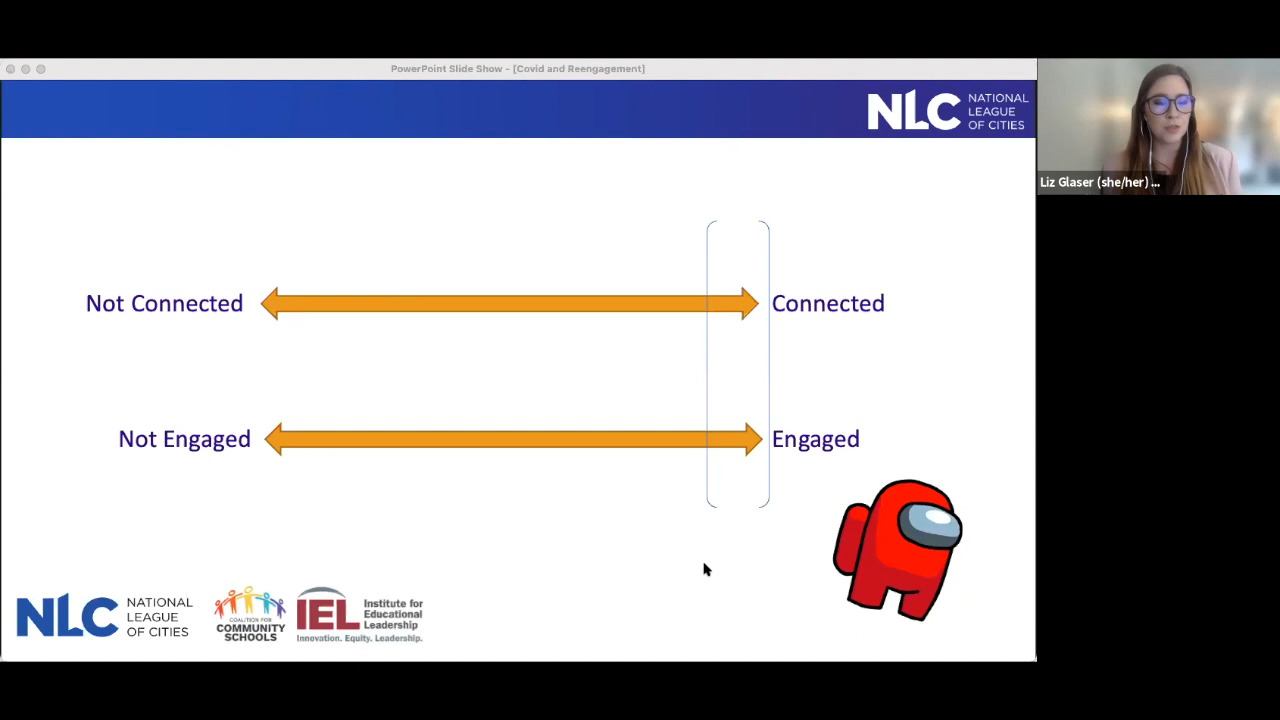 PowerPoint Slide Show - [Covid and Reengagement]
NLC
NATIONAL
LEAGUE
OF CITIES
Liz Glaser (she/her) ...
Not Connected
Connected
Not Engaged
Engaged
NLC
NATIONAL
LEAGUE
OF CITIES
COALITION FOR
COMMUNITY
SCHOOLS
IEL
Institute for
Educational
Leadership
Innovation. Equity. Leadership.